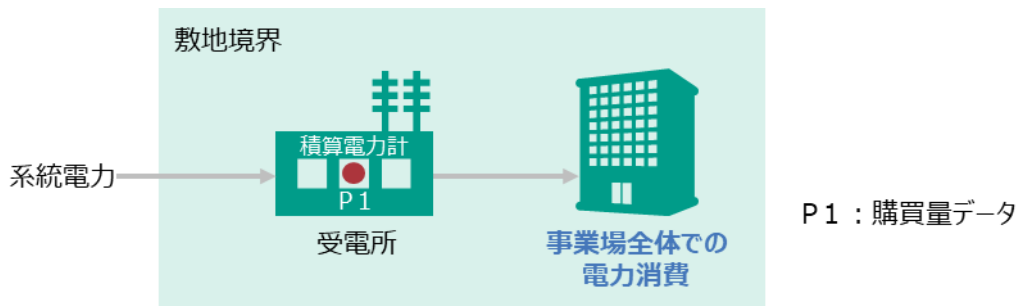 敷地境界
積算電力計
系統電力
P1
P1：購買量データ
受電所
事業場全体での
電力消費